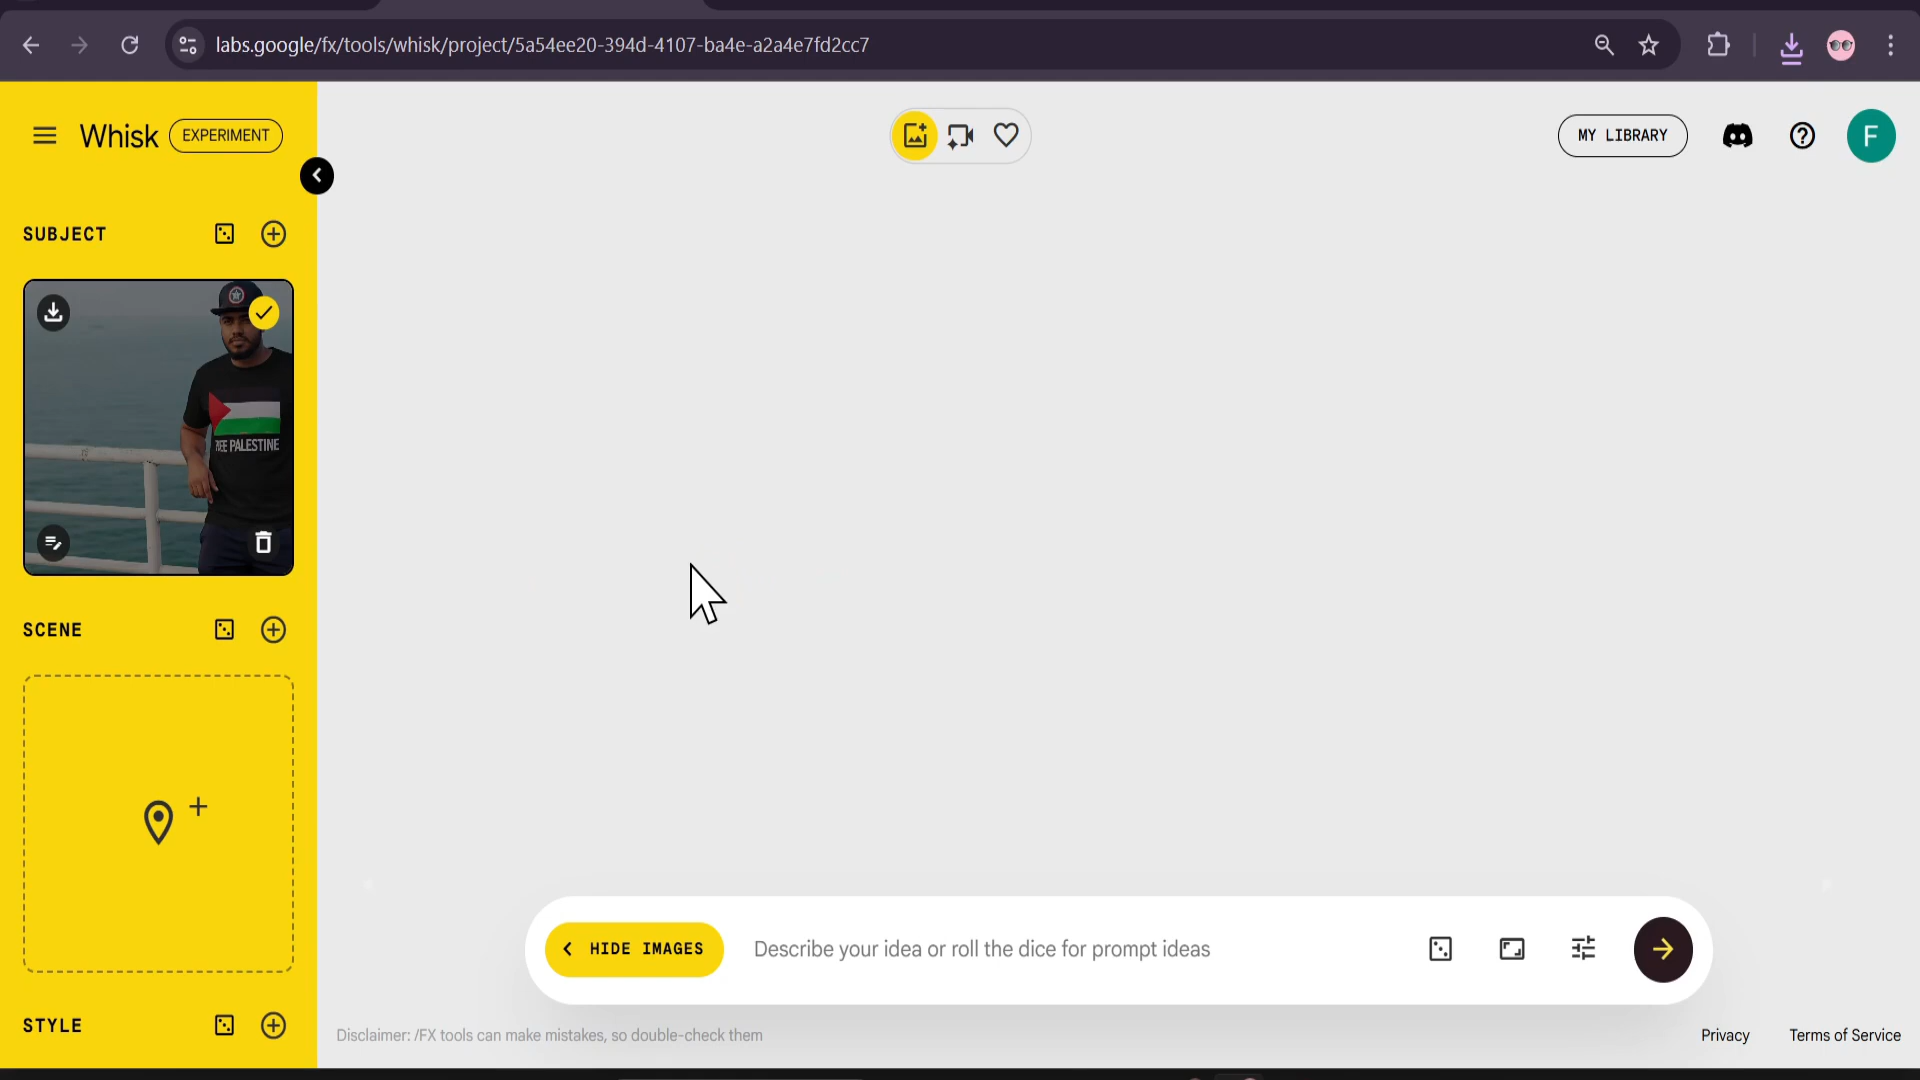 labs.google/fx/tools/whisk/project/5a54ee20-394d-4107-ba4e-a2a4e7fd2cc7
Whisk EXPERIMENT
MY LIBRARY
F
SUBJECT
FREE PALESTINE
SCENE
HIDE IMAGES
Describe your idea or roll the dice for prompt ideas
STYLE
Disclaimer: /FX tools can make mistakes, so double-check them
Privacy
Terms of Service